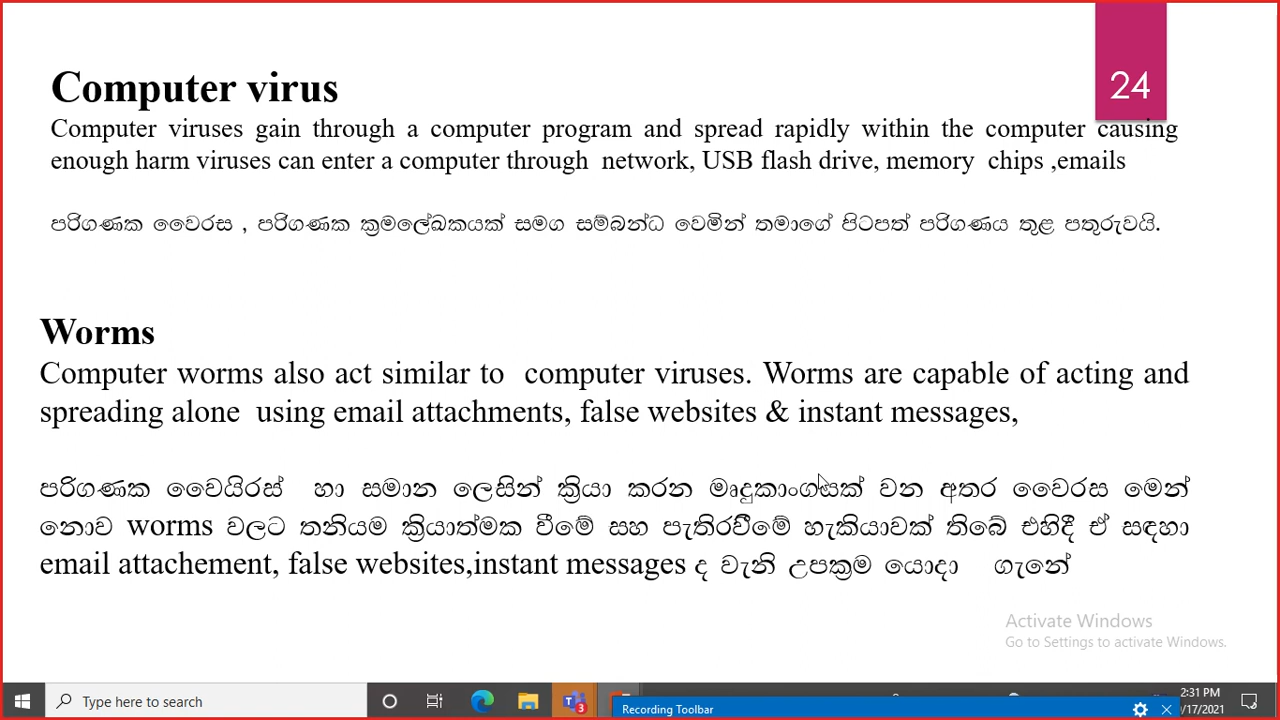 24
Computer virus
Computer viruses gain through a computer program and spread rapidly within the computer causing
enough harm viruses can enter a computer through network, USB flash drive, memory chips ,emails
පරිගණක වෛරස , පරිගණක ක්‍රමලේඛකයක් සමග සම්බන්ධ වෙමින් තමාගේ පිටපත් පරිගණය තුළ පතුරුවයි.
Worms
Computer worms also act similar to computer viruses. Worms are capable of acting and
spreading alone using email attachments, false websites & instant messages,
පරිගණක වෛයිරස් හා සමාන ලෙසින් ක්‍රියා කරන මෘදුකාංගයක් වන අතර වෛරස මෙන්
නොව worms වලට තනියම ක්‍රියාත්මක වීමේ සහ පැතිරවීමේ හැකියාවක් තිබේ එහිදී ඒ සඳහා
email attachement, false websites,instant messages ද වැනි උපක්‍රම යොදා ගැනේ
Activate Windows
Go to Settings to activate Windows.
Type here to search
3
Recording Toolbar
2:31 PM
/17/2021